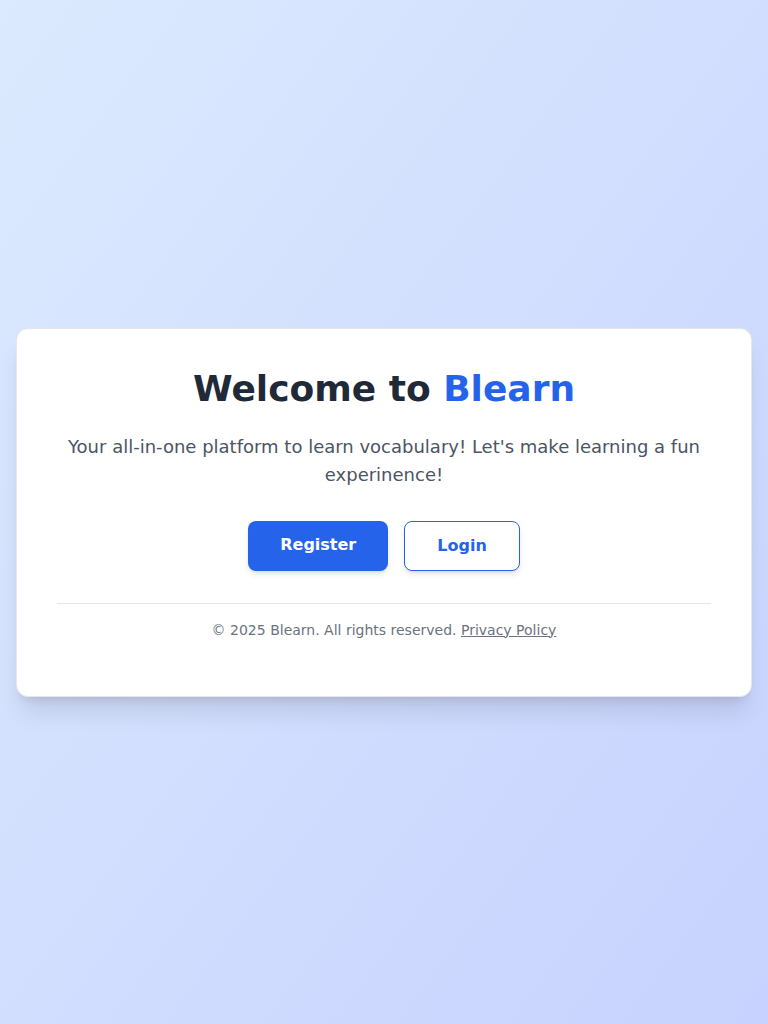 Welcome to Blearn
Your all-in-one platform to learn vocabulary! Let's make learning a fun
experinence!
Register
Login
© 2025 Blearn. All rights reserved. Privacy Policy